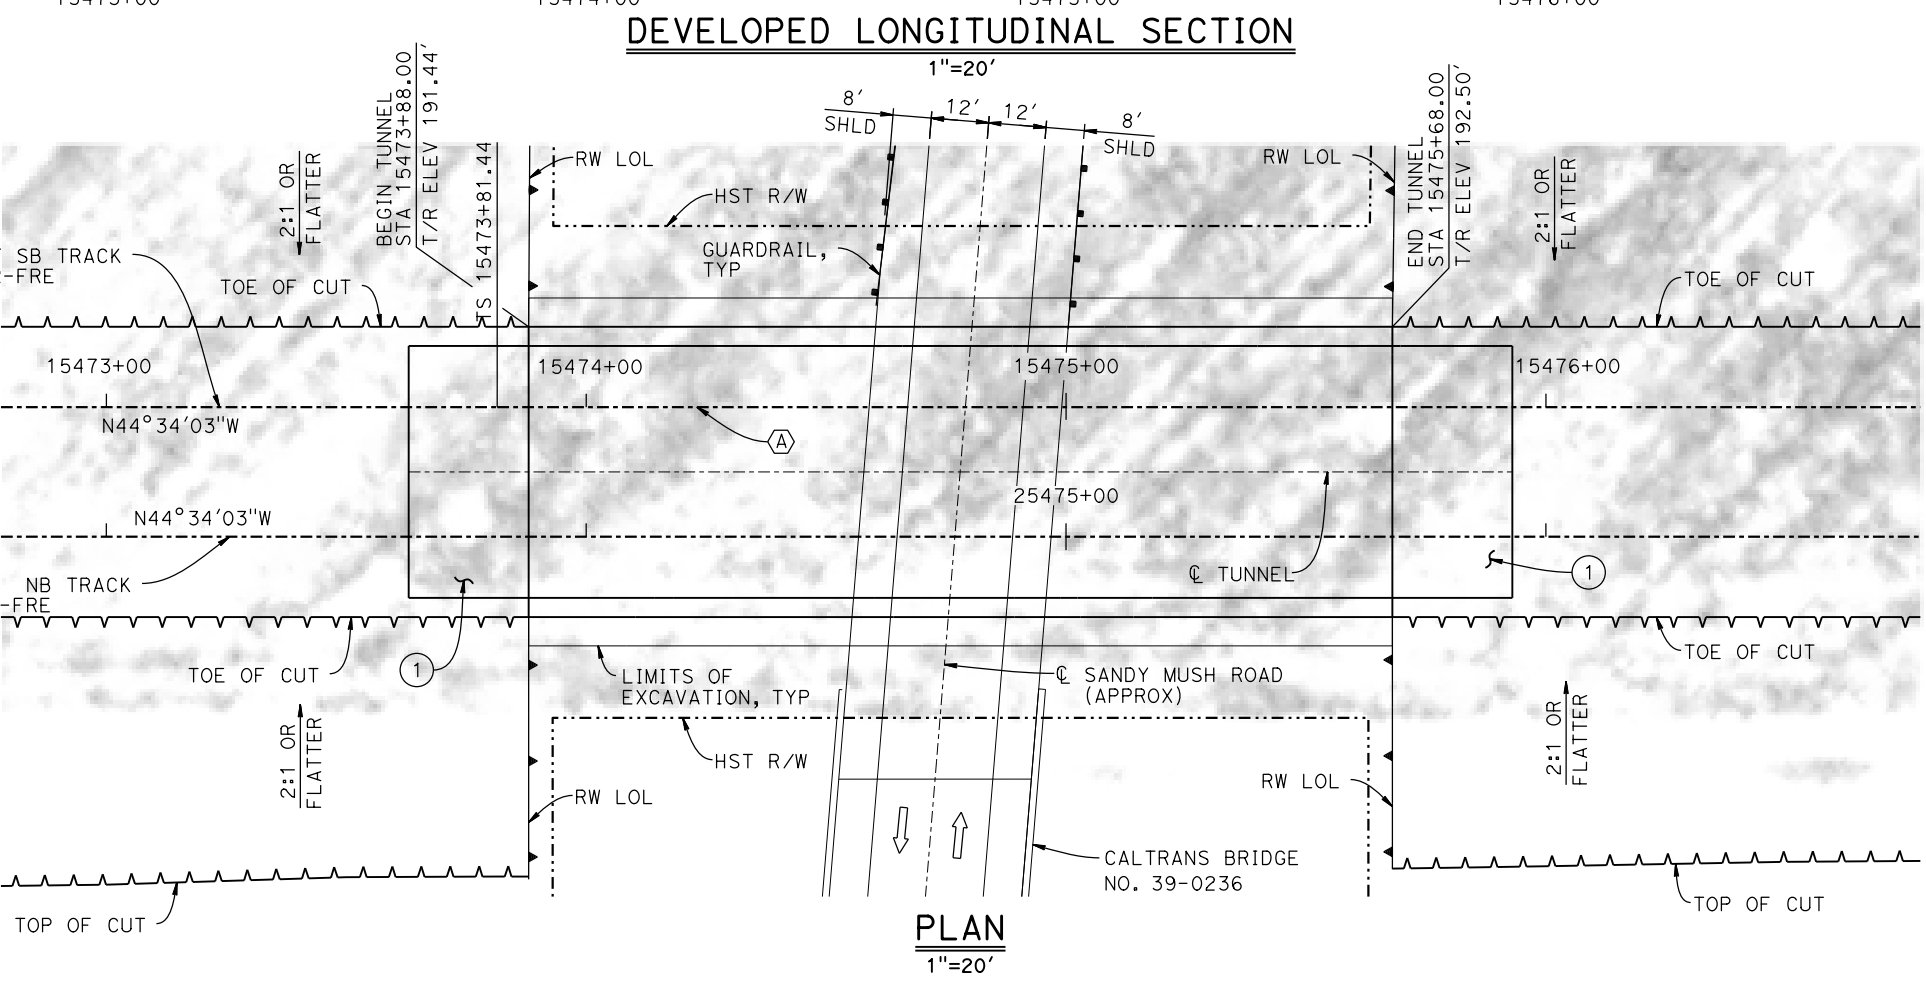 DEVELOPED LONGITUDINAL SECTION
1"=20'
BEGIN TUNNEL
STA 15473+88.00
T/R ELEV 191.44'
TS 15473+81.44
8'
SHLD
12'
12'
8'
SHLD
END TUNNEL
STA 15475+68.00
T/R ELEV 192.50'
2:1 OR
FLATTER
RW LOL
HST R/W
GUARDRAIL,
TYP
RW LOL
2:1 OR
FLATTER
SB TRACK
-FRE
TOE OF CUT
TOE OF CUT
15473+00
15474+00
15475+00
15476+00
N44°34'03"W
A
25475+00
N44°34'03"W
℄ TUNNEL
NB TRACK
-FRE
1
1
TOE OF CUT
LIMITS OF
EXCAVATION, TYP
℄ SANDY MUSH ROAD
(APPROX)
TOE OF CUT
2:1 OR
FLATTER
HST R/W
RW LOL
RW LOL
2:1 OR
FLATTER
CALTRANS BRIDGE
NO. 39-0236
TOP OF CUT
TOP OF CUT
PLAN
1"=20'